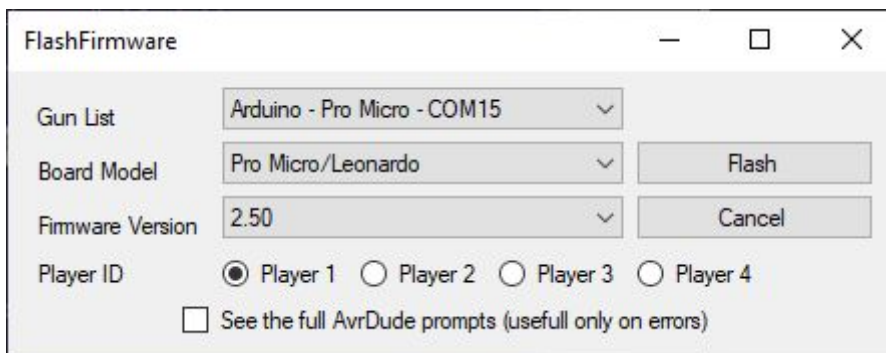 FlashFirmware
Gun List Arduino - Pro Micro - COM15
Board Model Pro Micro/Leonardo Flash
Firmware Version 2.50 Cancel
Player ID Player 1 Player 2 Player 3 Player 4
See the full AvrDude prompts (usefull only on errors)